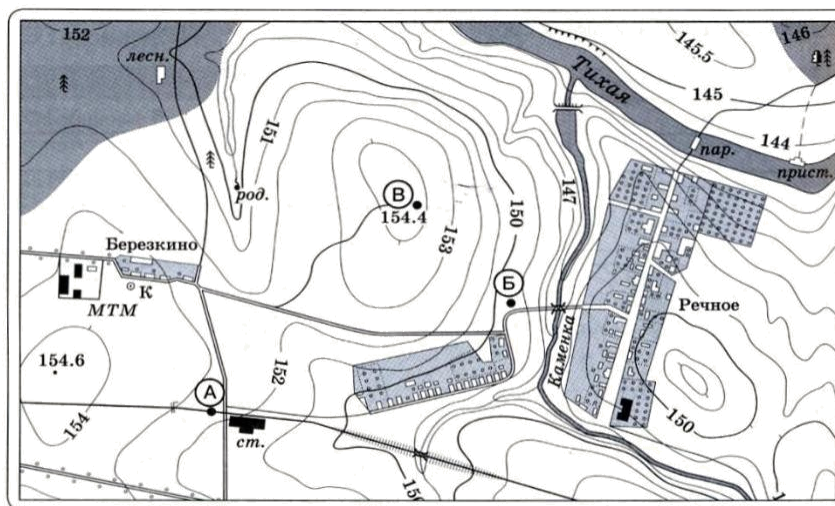 152
лесн.
145.5
146
Тихая
145
151
144
пар.
прист.
род.
В
154.4
147
150
153
Березкино
Б
К
МТМ
Речное
Каменка
154.6
152
А
154
ст.
150